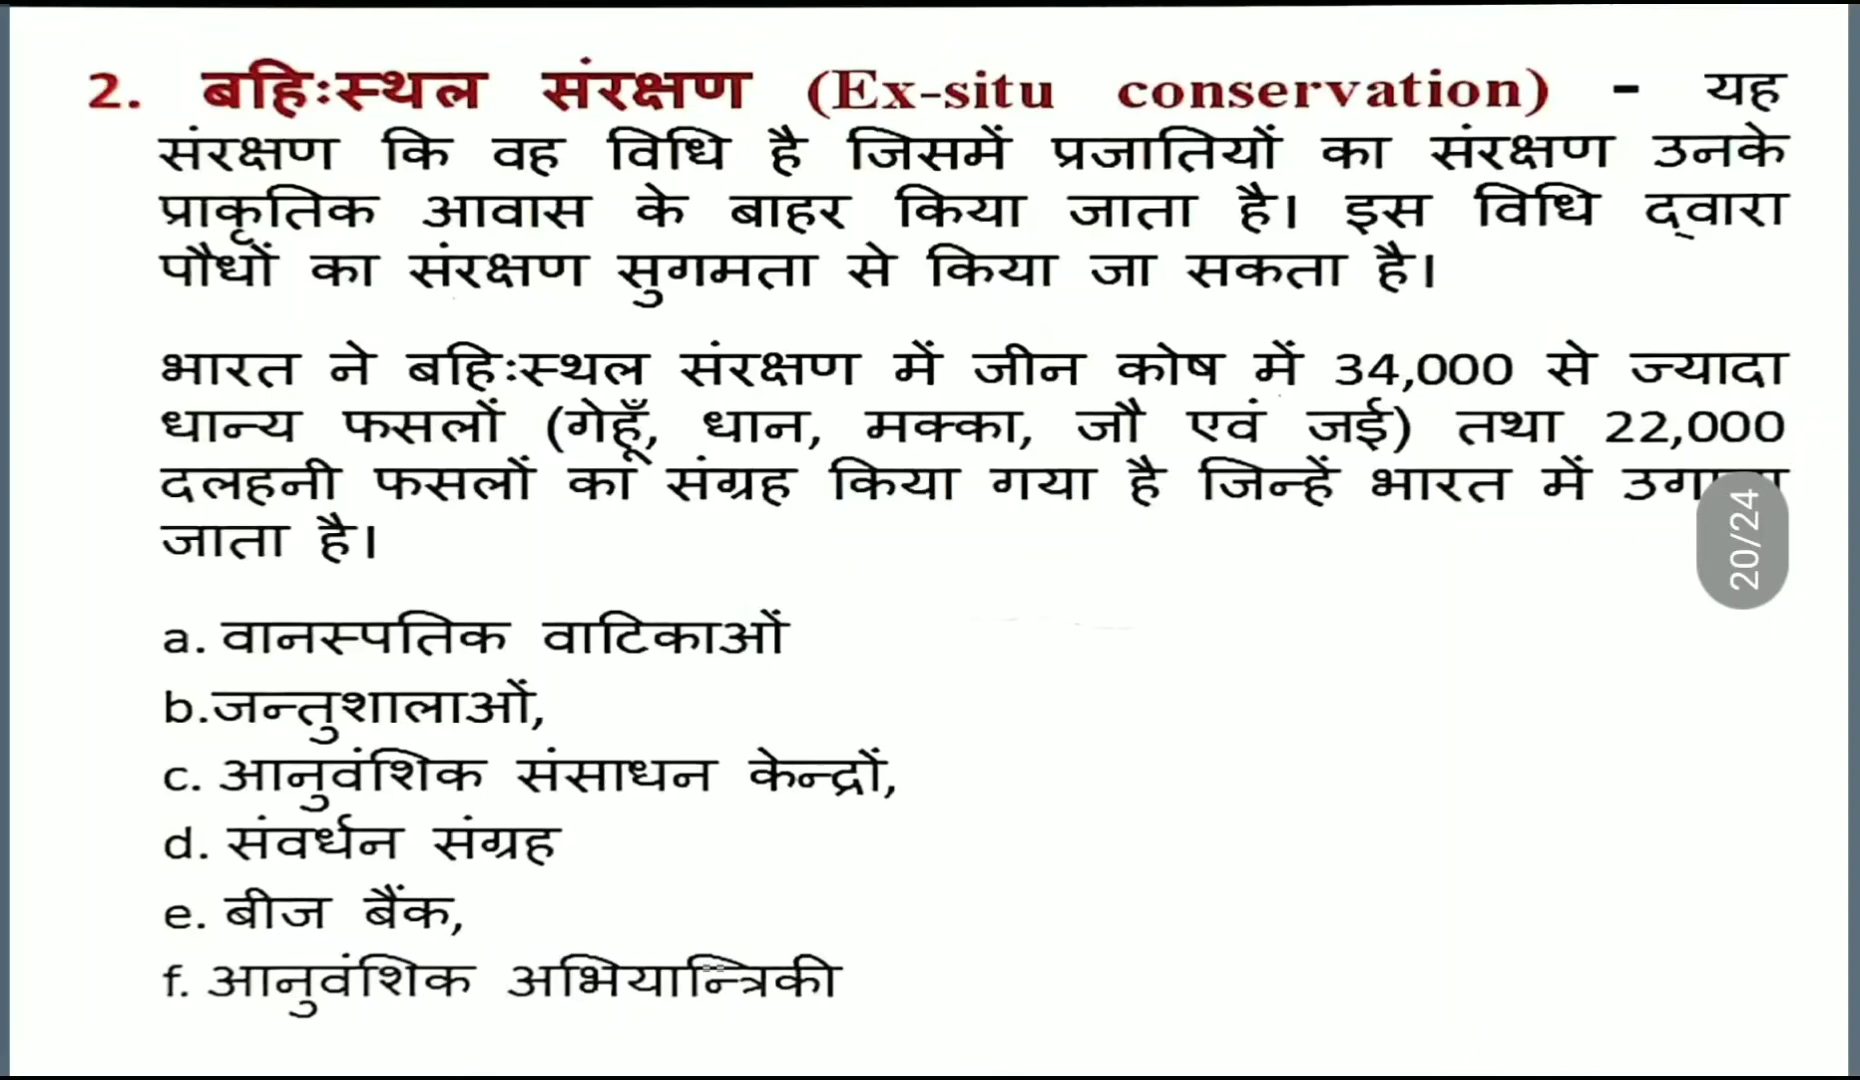 2. बहिःस्थल संरक्षण (Ex-situ conservation) - यह
संरक्षण कि वह विधि है जिसमें प्रजातियों का संरक्षण उनके
प्राकृतिक आवास के बाहर किया जाता है। इस विधि द्वारा
पौधों का संरक्षण सुगमता से किया जा सकता है।
भारत ने बहिःस्थल संरक्षण में जीन कोष में 34,000 से ज्यादा
धान्य फसलों (गेहूँ, धान, मक्का, जौ एवं जई) तथा 22,000
दलहनी फसलों का संग्रह किया गया है जिन्हें भारत में
जाता है।
20/24
a. वानस्पतिक वाटिकाओं
b.जन्तुशालाओं,
c. आनुवंशिक संसाधन केन्द्रों,
d. संवर्धन संग्रह
e. बीज बैंक,
f. आनुवंशिक अभियान्त्रिकी